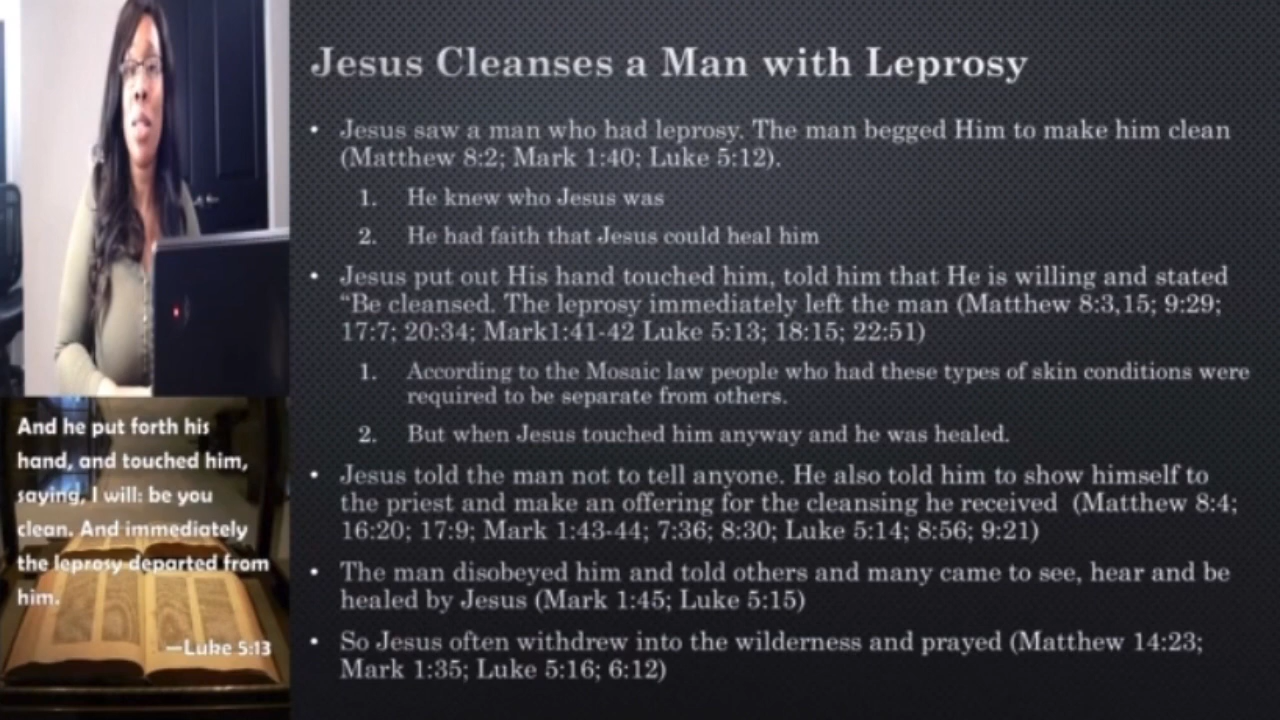 Jesus Cleanses a Man with Leprosy
• Jesus saw a man who had leprosy. The man begged Him to make him clean
(Matthew 8:2; Mark 1:40; Luke 5:12).
1. He knew who Jesus was
2. He had faith that Jesus could heal him
• Jesus put out His hand touched him, told him that He is willing and stated
“Be cleansed. The leprosy immediately left the man (Matthew 8:3,15; 9:29;
17:7; 20:34; Mark1:41-42 Luke 5:13; 18:15; 22:51)
1. According to the Mosaic law people who had these types of skin conditions were
required to be separate from others.
2. But when Jesus touched him anyway and he was healed.
• Jesus told the man not to tell anyone. He also told him to show himself to
the priest and make an offering for the cleansing he received (Matthew 8:4;
16:20; 17:9; Mark 1:43-44; 7:36; 8:30; Luke 5:14; 8:56; 9:21)
• The man disobeyed him and told others and many came to see, hear and be
healed by Jesus (Mark 1:45; Luke 5:15)
• So Jesus often withdrew into the wilderness and prayed (Matthew 14:23;
Mark 1:35; Luke 5:16; 6:12)
And he put forth his
hand, and touched him,
saying, I will: be you
clean. And immediately
the leprosy departed from
him.
—Luke 5:13